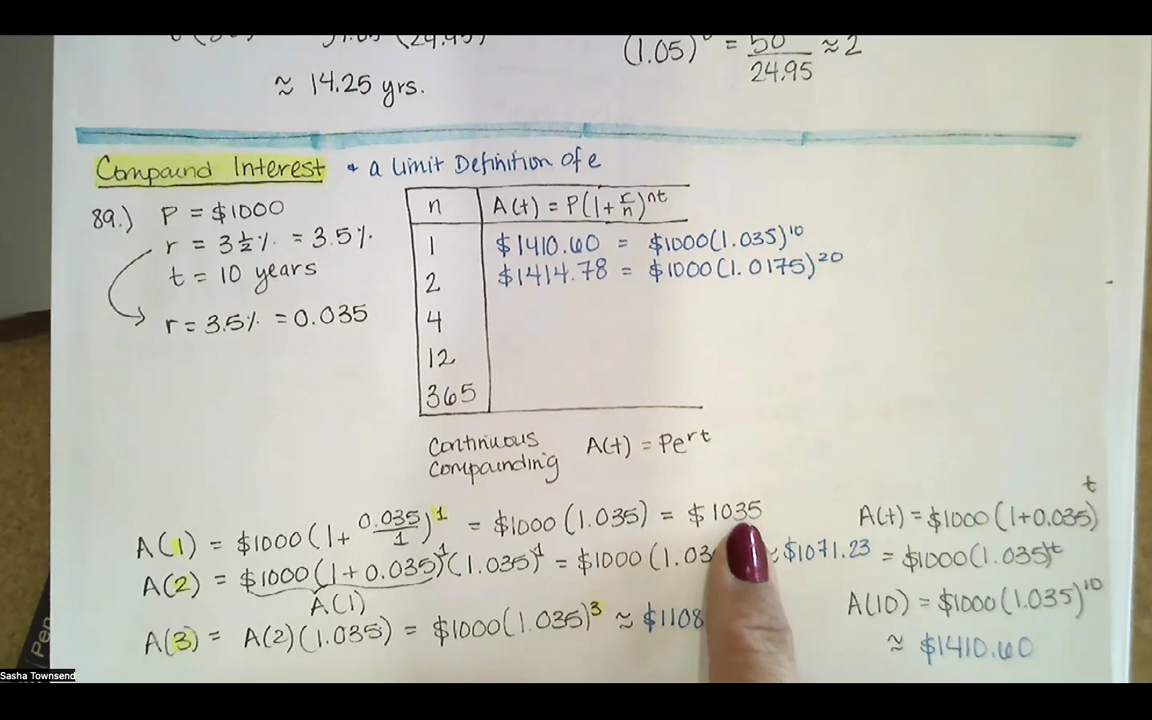 ≈ 14.25 yrs.
(1.05) = 50/24.95 ≈ 2
Compound Interest & a Limit Definition of e
89.) P = $1000
r = 3½% = 3.5%
t = 10 years
r = 3.5% = 0.035
n A(t) = P(1+r/n)^nt
1 $1410.60 = $1000(1.035)^10
2 $1414.78 = $1000(1.0175)^20
4
12
365
Continuous Compounding A(t) = Pe^rt
A(1) = $1000(1+0.035/1)^1 = $1000(1.035) = $1035
A(2) = $1000(1+0.035)^1(1.035)^1 = $1000(1.03 ≈ $1071.23
A(1)
A(3) = A(2)(1.035) = $1000(1.035)^3 ≈ $1108
A(t) = $1000(1+0.035)^t
= $1000(1.035)^t
A(10) = $1000(1.035)^10
≈ $1410.60
Pen
Sasha Townsend